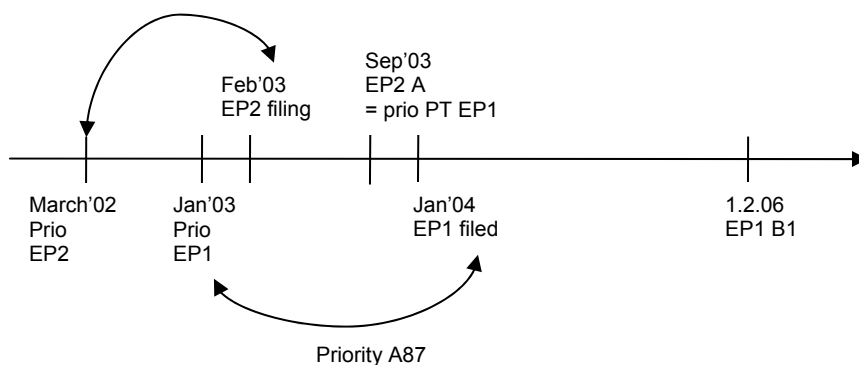 Feb’03
EP2 filing
Sep’03
EP2 A
= prio PT EP1
March’02
Prio
EP2
Jan’03
Prio
EP1
Jan’04
EP1 filed
1.2.06
EP1 B1
Priority A87